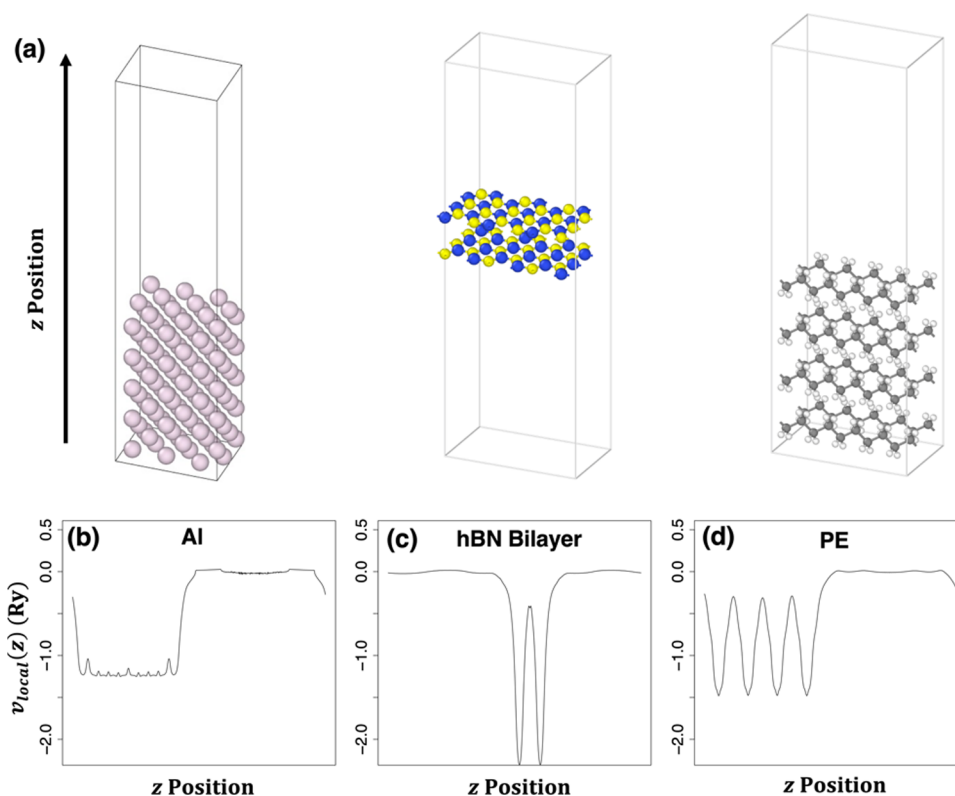 (a)
z Position
(b) Al
(c) hBN Bilayer
(d) PE
v_local(z) (Ry)
0.5
0.0
−1.0
−2.0
0.5
0.0
−1.0
−2.0
0.5
0.0
−1.0
−2.0
z Position
z Position
z Position